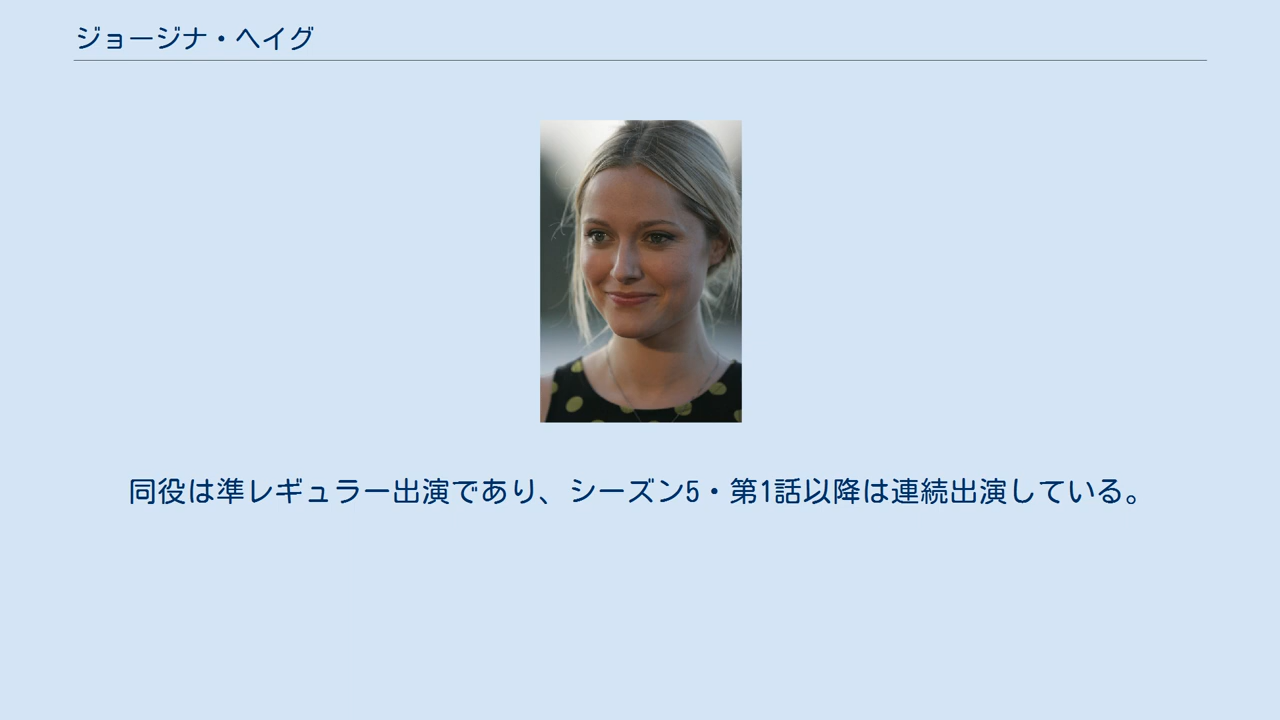 ジョージナ・ヘイグ
同役は準レギュラー出演であり、シーズン5・第1話以降は連続出演している。